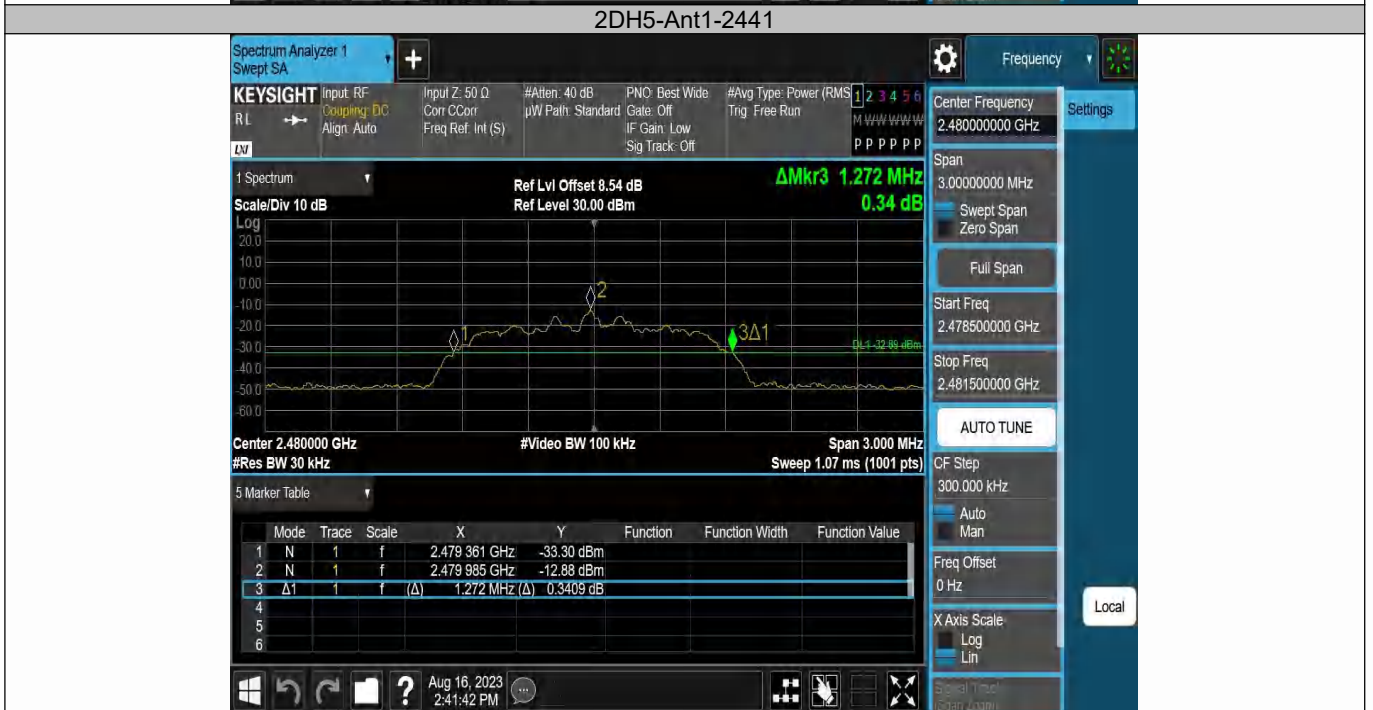 2DH5-Ant1-2441
Spectrum Analyzer 1
Swept SA
Frequency
KEYSIGHT
RL
LXI
Input: RF
Coupling: DC
Align: Auto
Input Z: 50 Ω
Corr CCorr
Freq Ref: Int (S)
#Atten: 40 dB
µW Path: Standard
PNO: Best Wide
Gate: Off
IF Gain: Low
Sig Track: Off
#Avg Type: Power (RMS
Trig: Free Run
1 2 3 4 5 6
M W W W W W
P P P P P P
Center Frequency
2.480000000 GHz
Settings
Span
3.00000000 MHz
Swept Span
Zero Span
Full Span
Start Freq
2.478500000 GHz
Stop Freq
2.481500000 GHz
AUTO TUNE
CF Step
300.000 kHz
Auto
Man
Freq Offset
0 Hz
X Axis Scale
Log
Lin
Local
1 Spectrum
Scale/Div 10 dB
Ref Lvl Offset 8.54 dB
Ref Level 30.00 dBm
ΔMkr3 1.272 MHz
0.34 dB
Log
20.0
10.0
0.00
-10.0
-20.0
-30.0
-40.0
-50.0
-60.0
1
2
3Δ1
DL1 -32.89 dBm
Center 2.480000 GHz
#Res BW 30 kHz
#Video BW 100 kHz
Span 3.000 MHz
Sweep 1.07 ms (1001 pts)
5 Marker Table
Mode Trace Scale X Y Function Function Width Function Value
1 N 1 f 2.479 361 GHz -33.30 dBm
2 N 1 f 2.479 985 GHz -12.88 dBm
3 Δ1 1 f (Δ) 1.272 MHz (Δ) 0.3409 dB
4
5
6
Aug 16, 2023
2:41:42 PM